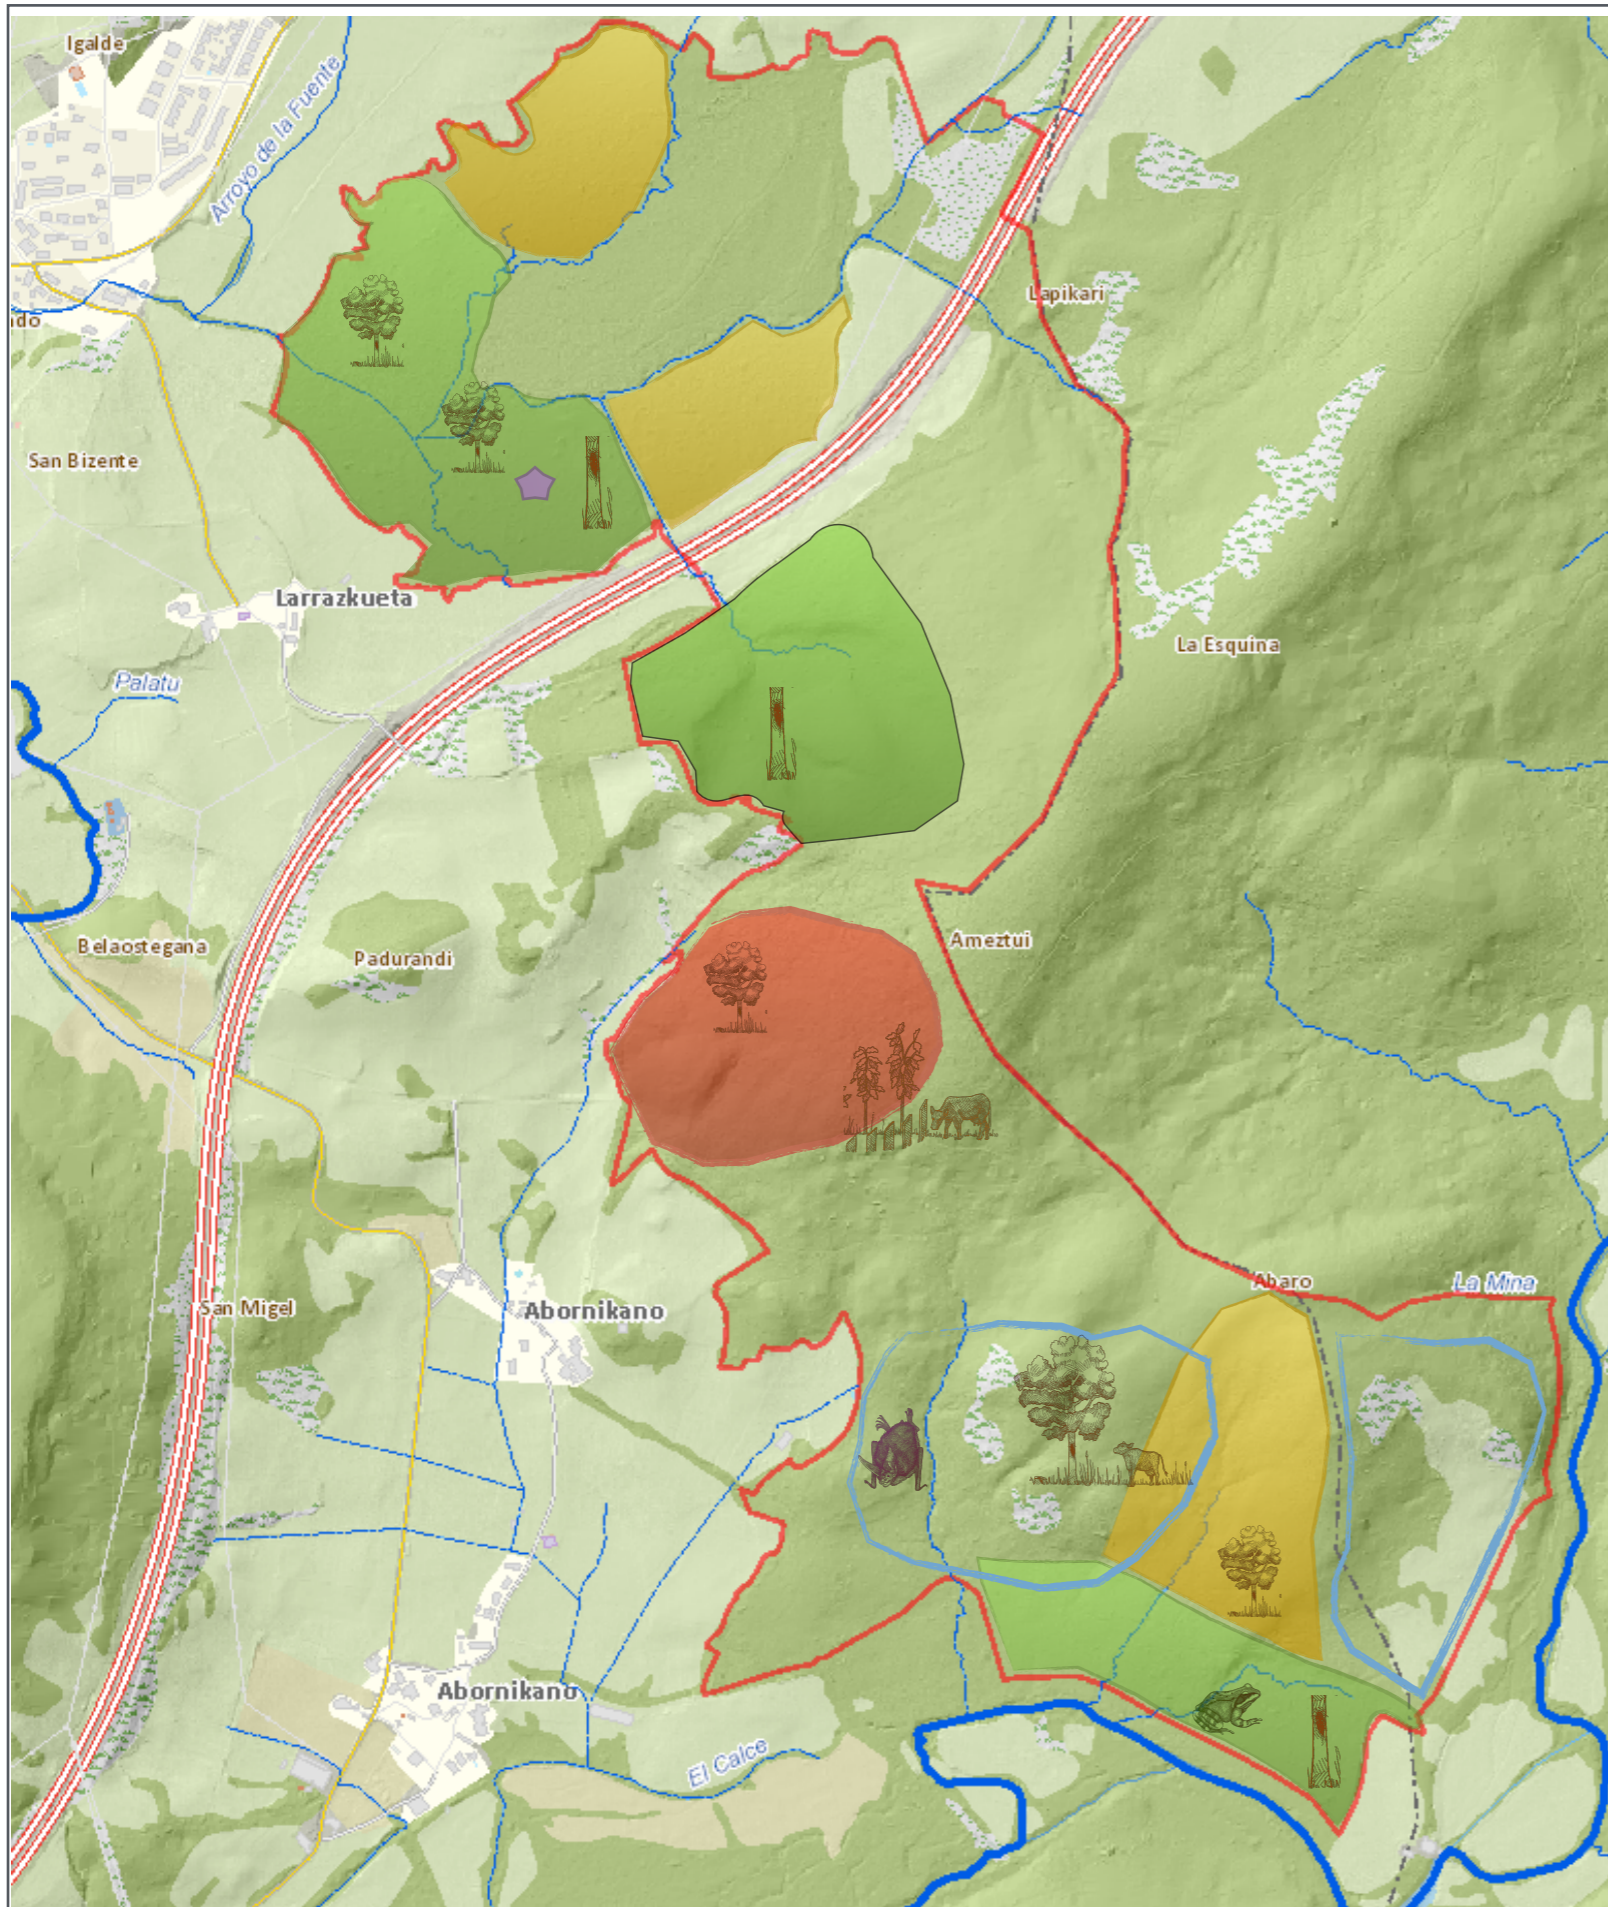 Igalde
Arroyo de la Fuente
do
Lapikari
San Bizente
Larrazkueta
La Esquina
Palatu
Belaostegana
Padurandi
Ameztui
Abaro
La Mina
San Migel
Abornikano
Abornikano
El Calce